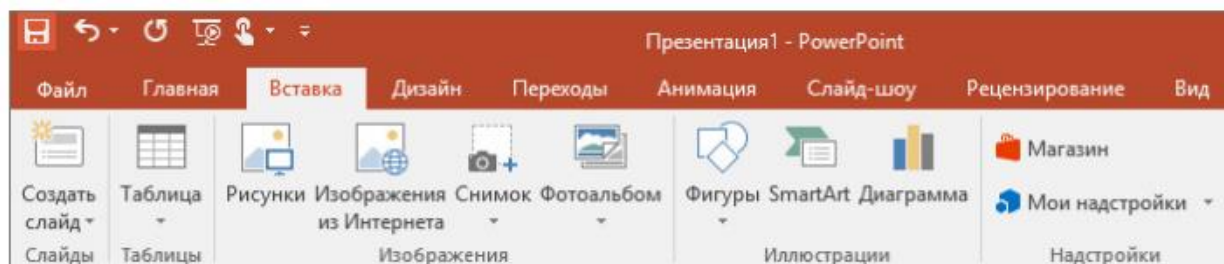 Презентация1 - PowerPoint
Файл Главная Вставка Дизайн Переходы Анимация Слайд-шоу Рецензирование Вид
Создать слайд
Таблица
Рисунки
Изображения из Интернета
Снимок
Фотоальбом
Фигуры
SmartArt
Диаграмма
Магазин
Мои надстройки
Слайды Таблицы Изображения Иллюстрации Надстройки